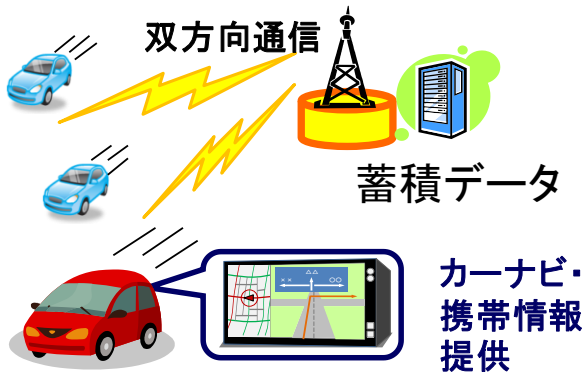 双方向通信
蓄積データ
カーナビ・
携帯情報
提供